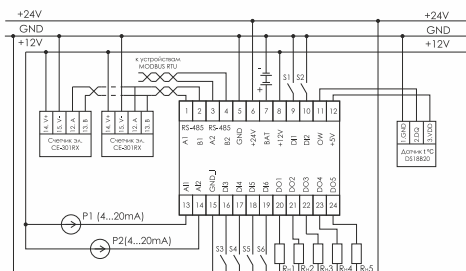 +24V
+24V
GND
GND
+12V
+12V
к устройствам
MODBUS RTU
S1
S2
1 2 3 4 5 6 7 8 9 10 11 12
RS-485
RS-485
A1
B1
A2
B2
GND
+24V
BAT
+12V
DI1
DI2
OW
+5V
14. V+
15. V-
12. A
13. B
Счетчик эл.
CE-301RX
14. V+
15. V-
12. A
13. B
Счетчик эл.
CE-301RX
1.GND
2.DQ
3.VDD
Датчик t °C
DS18B20
AI1
AI2
GND_I
DI3
DI4
DI5
DI6
DO1
DO2
DO3
DO4
DO5
13 14 15 16 17 18 19 20 21 22 23 24
P1 (4...20mA)
P2(4...20mA)
S3
S4
S5
S6
Rн1
Rн2
Rн3
Rн4
Rн5